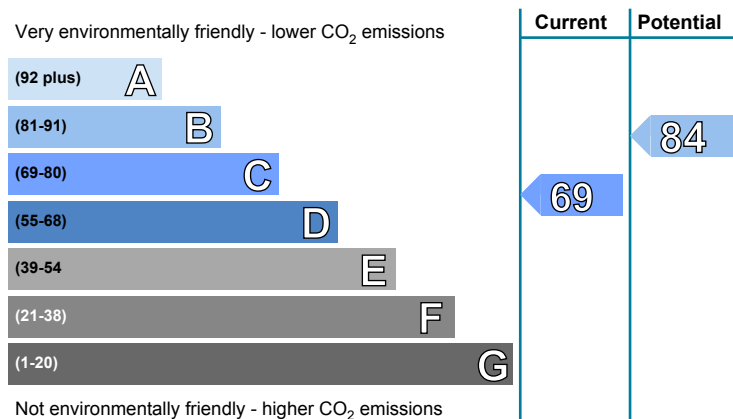 Current Potential
Very environmentally friendly - lower CO2 emissions
(92 plus) A
(81-91) B
84
(69-80) C
69
(55-68) D
(39-54 E
(21-38) F
(1-20) G
Not environmentally friendly - higher CO2 emissions